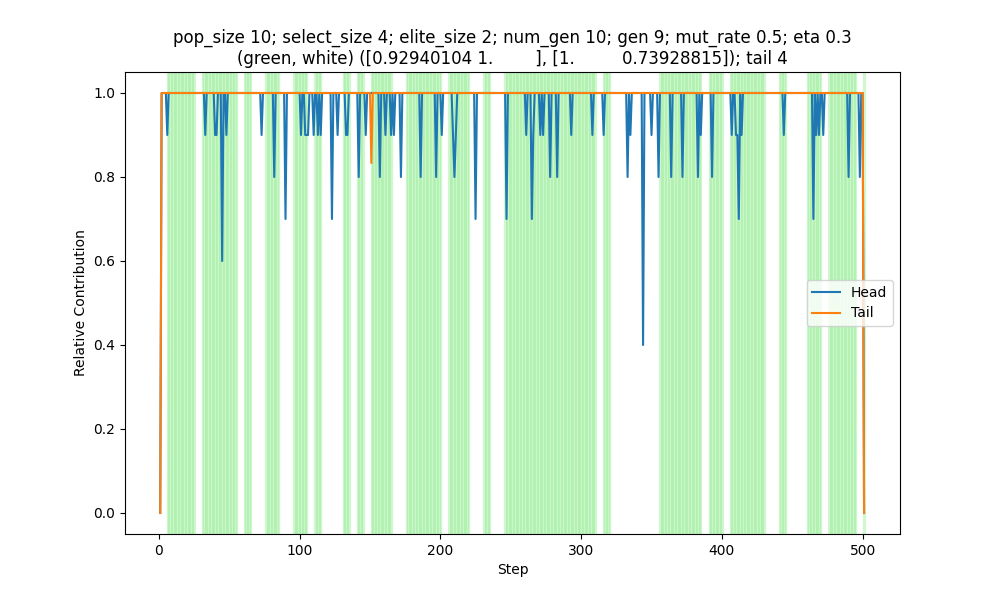 pop_size 10; select_size 4; elite_size 2; num_gen 10; gen 9; mut_rate 0.5; eta 0.3
(green, white) ([0.92940104 1.        ], [1.         0.73928815]); tail 4
1.0
0.8
0.6
0.4
0.2
0.0
Relative Contribution
Head
Tail
0
100
200
300
400
500
Step